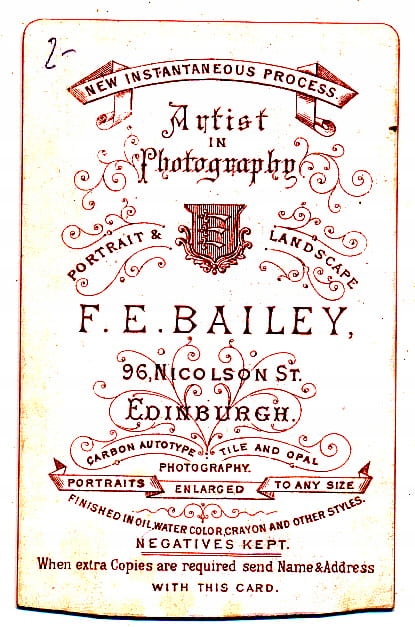 2-
NEW INSTANTANEOUS PROCESS.
Artist
IN
Photography
PORTRAIT & LANDSCAPE
F. E. BAILEY,
96, NICOLSON ST.
EDINBURGH.
CARBON AUTOTYPE TILE AND OPAL
PHOTOGRAPHY.
PORTRAITS ENLARGED TO ANY SIZE
FINISHED IN OIL, WATER COLOR, CRAYON AND OTHER STYLES.
NEGATIVES KEPT.
When extra Copies are required send Name & Address
WITH THIS CARD.